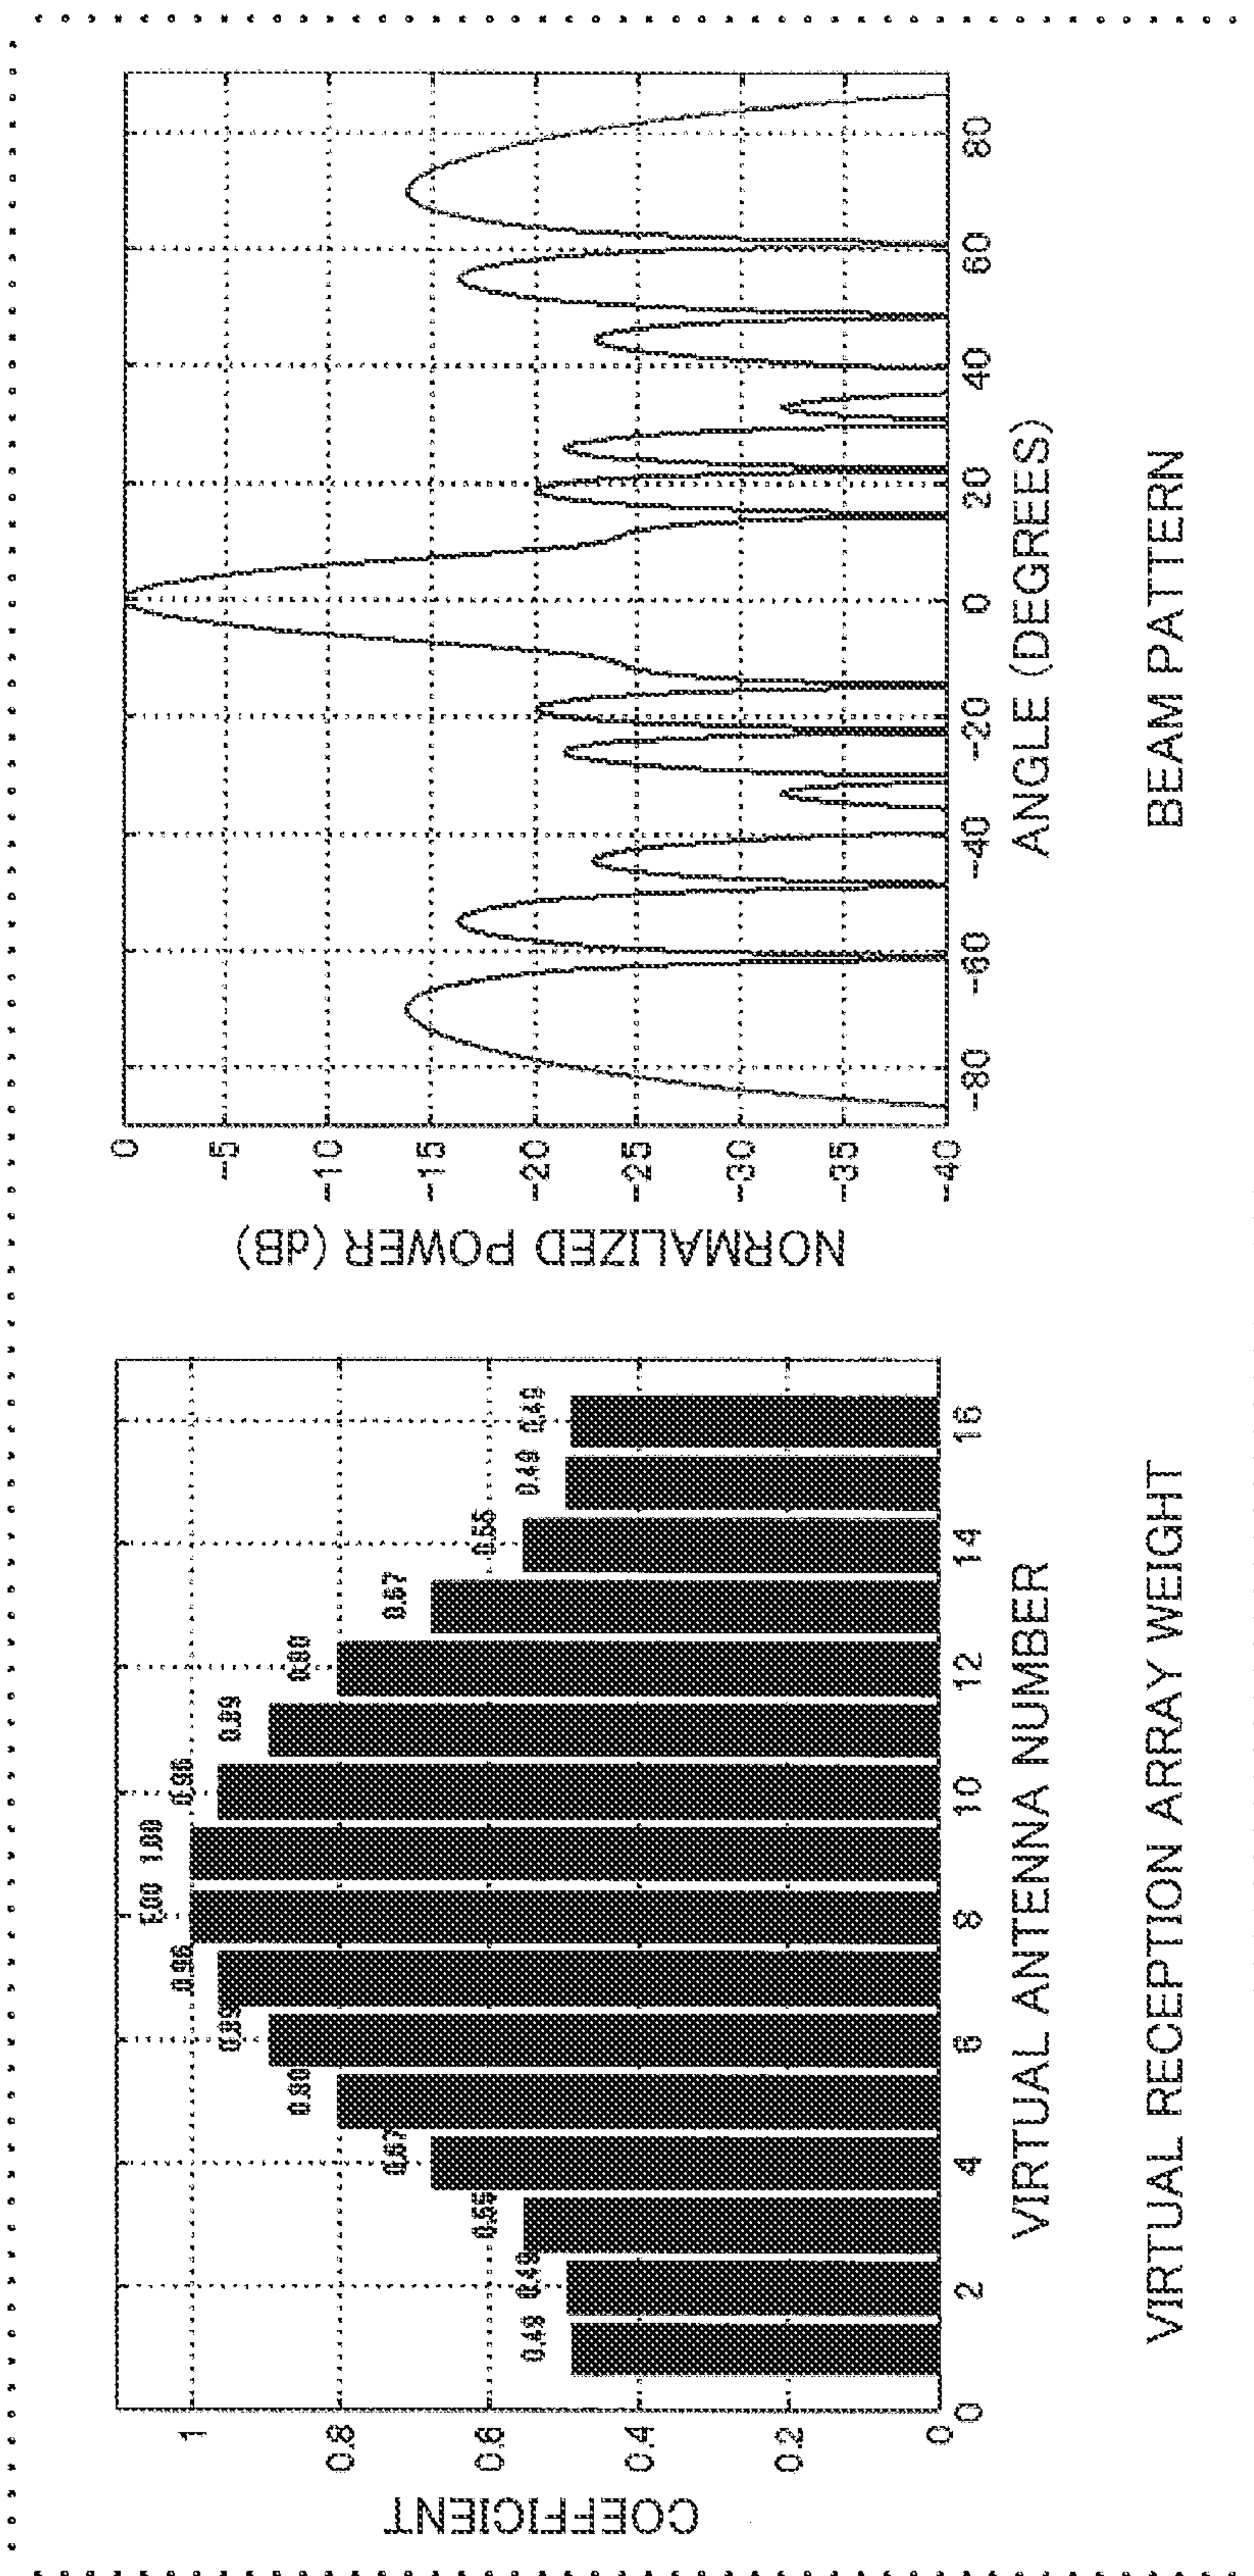 COEFFICIENT
1
0.8
0.6
0.4
0.2
0
1.00 1.00
0.96 0.96
0.89 0.89
0.80 0.80
0.67 0.67
0.55 0.55
0.49 0.49 0.49 0.49
0 2 4 6 8 10 12 14 16
VIRTUAL ANTENNA NUMBER
VIRTUAL RECEPTION ARRAY WEIGHT
NORMALIZED POWER (dB)
0
-5
-10
-15
-20
-25
-30
-35
-40
-80 -60 -40 -20 0 20 40 60 80
ANGLE (DEGREES)
BEAM PATTERN